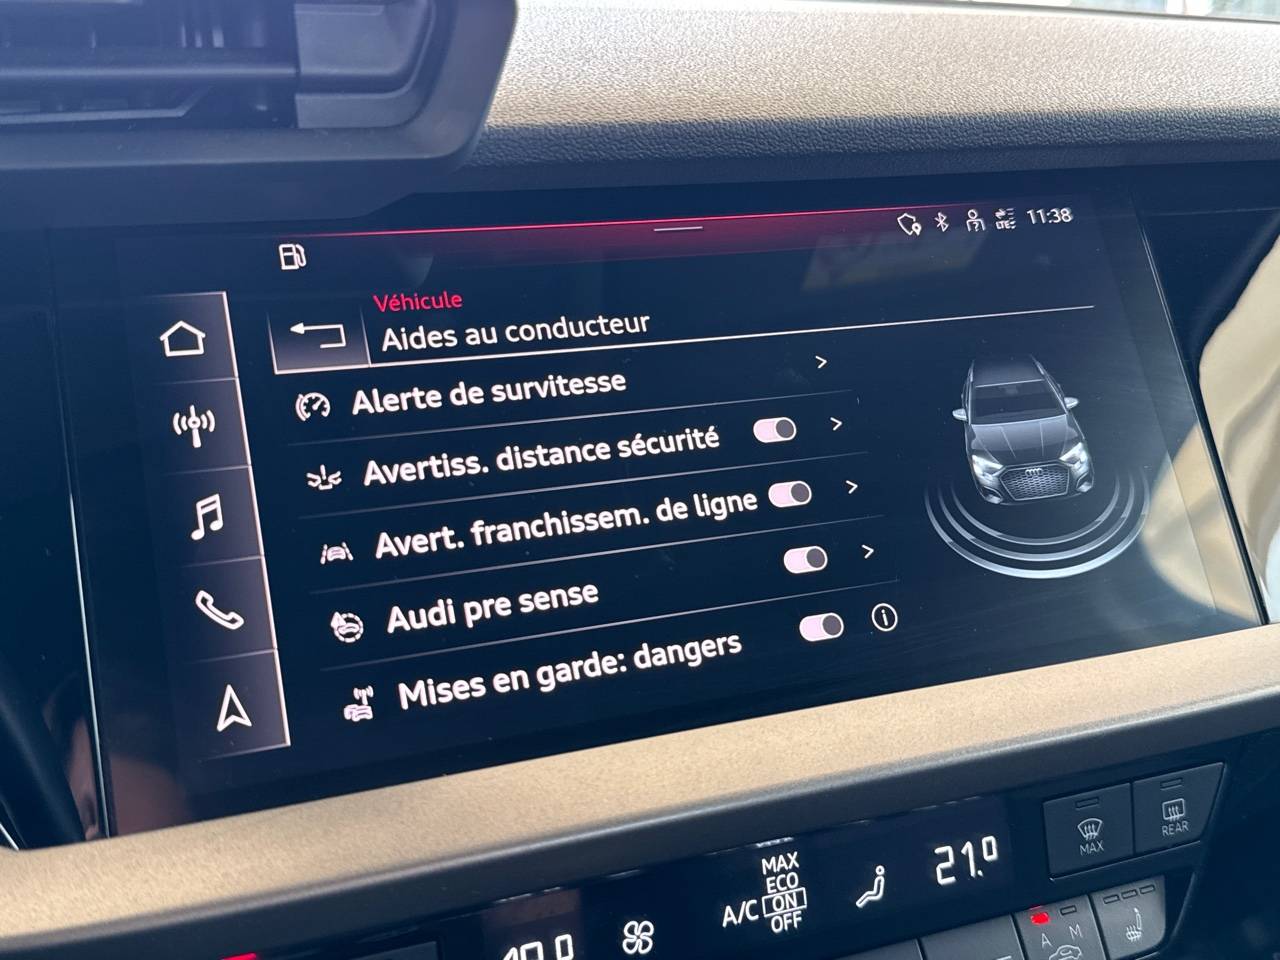 LTE 11:38
Véhicule
Aides au conducteur
Alerte de survitesse
Avertiss. distance sécurité
Avert. franchissem. de ligne
Audi pre sense
Mises en garde: dangers
MAX
ECO
A/C ON
OFF
21.0
MAX
REAR
A M